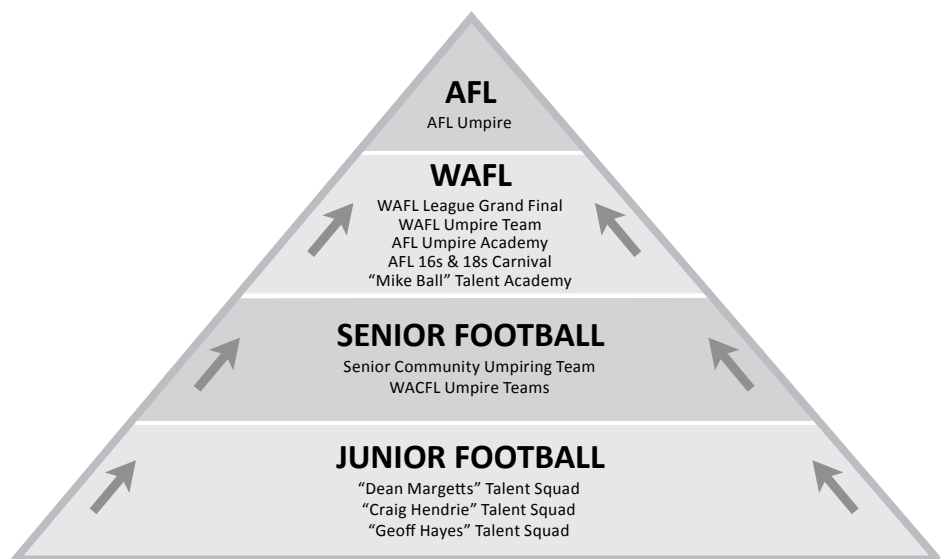 AFL
AFL Umpire
WAFL
WAFL League Grand Final
WAFL Umpire Team
AFL Umpire Academy
AFL 16s & 18s Carnival
“Mike Ball” Talent Academy
SENIOR FOOTBALL
Senior Community Umpiring Team
WACFL Umpire Teams
JUNIOR FOOTBALL
“Dean Margetts” Talent Squad
“Craig Hendrie” Talent Squad
“Geoff Hayes” Talent Squad